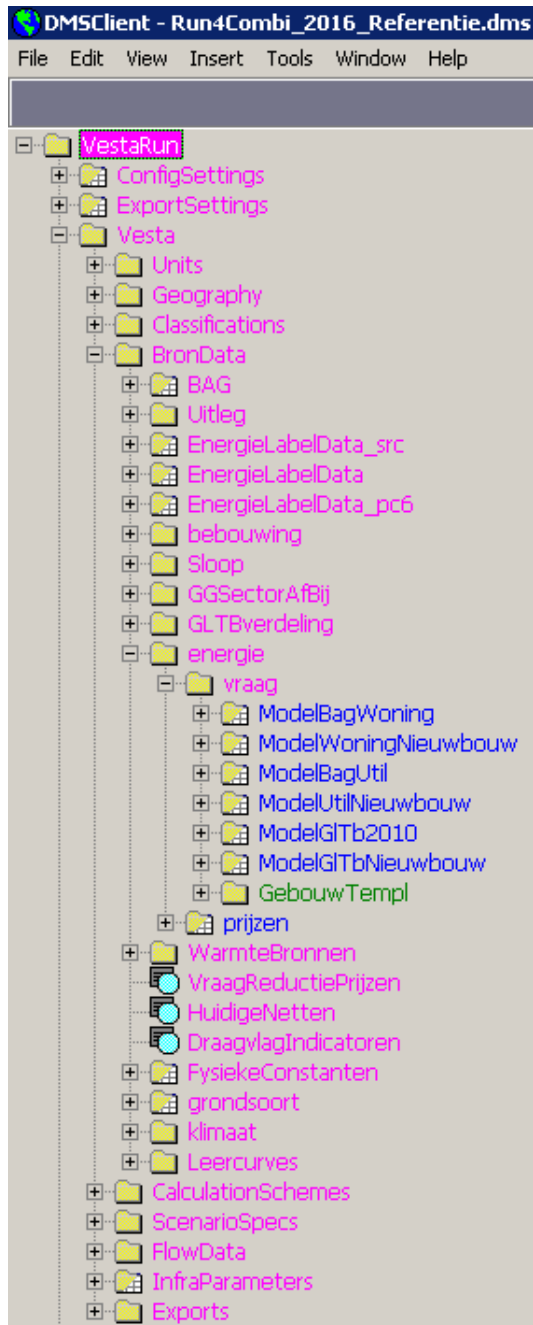 DMSClient - Run4Combi_2016_Referentie.dms
File Edit View Insert Tools Window Help
VestaRun
ConfigSettings
ExportSettings
Vesta
Units
Geography
Classifications
BronData
BAG
Uitleg
EnergieLabelData_src
EnergieLabelData
EnergieLabelData_pc6
bebouwing
Sloop
GGSectorAfBij
GLTBverdeling
energie
vraag
ModelBagWoning
ModelWoningNieuwbouw
ModelBagUtil
ModelUtilNieuwbouw
ModelGlTb2010
ModelGlTbNieuwbouw
GebouwTempl
prijzen
WarmteBronnen
VraagReductiePrijzen
HuidigeNetten
DraagvlagIndicatoren
FysiekeConstanten
grondsoort
klimaat
Leercurves
CalculationSchemes
ScenarioSpecs
FlowData
InfraParameters
Exports